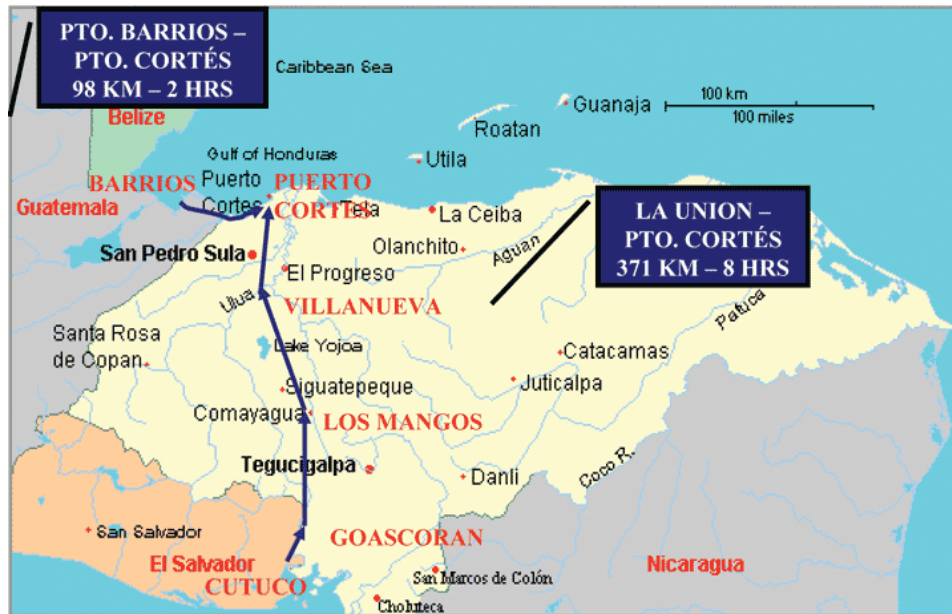 PTO. BARRIOS –
PTO. CORTÉS
98 KM – 2 HRS
Caribbean Sea
Belize
Guanaja
100 km
100 miles
Roatan
Utila
Gulf of Honduras
BARRIOS
Puerto
Cortes
PUERTO
CORTES
Tela
Guatemala
La Ceiba
LA UNION –
PTO. CORTÉS
371 KM – 8 HRS
San Pedro Sula
Olanchito
Aguan
El Progreso
Ulua
VILLANUEVA
Patuca
Santa Rosa
de Copan
Lake Yojoa
Catacamas
Siguatepeque
Juticalpa
Comayagua
LOS MANGOS
Tegucigalpa
Danli
Coco R.
San Salvador
GOASCORAN
El Salvador
Nicaragua
CUTUCO
San Marcos de Colón
Choluteca